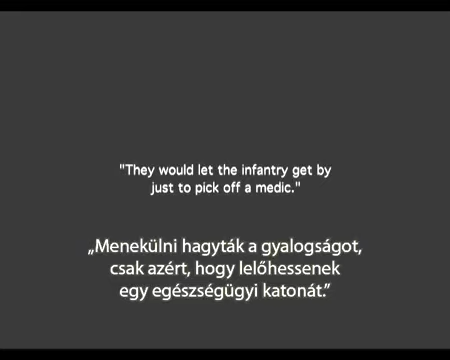 "They would let the infantry get by
just to pick off a medic."
„Menekülni hagyták a gyalogságot,
csak azért, hogy lelőhessenek
egy egészségügyi katonát.”